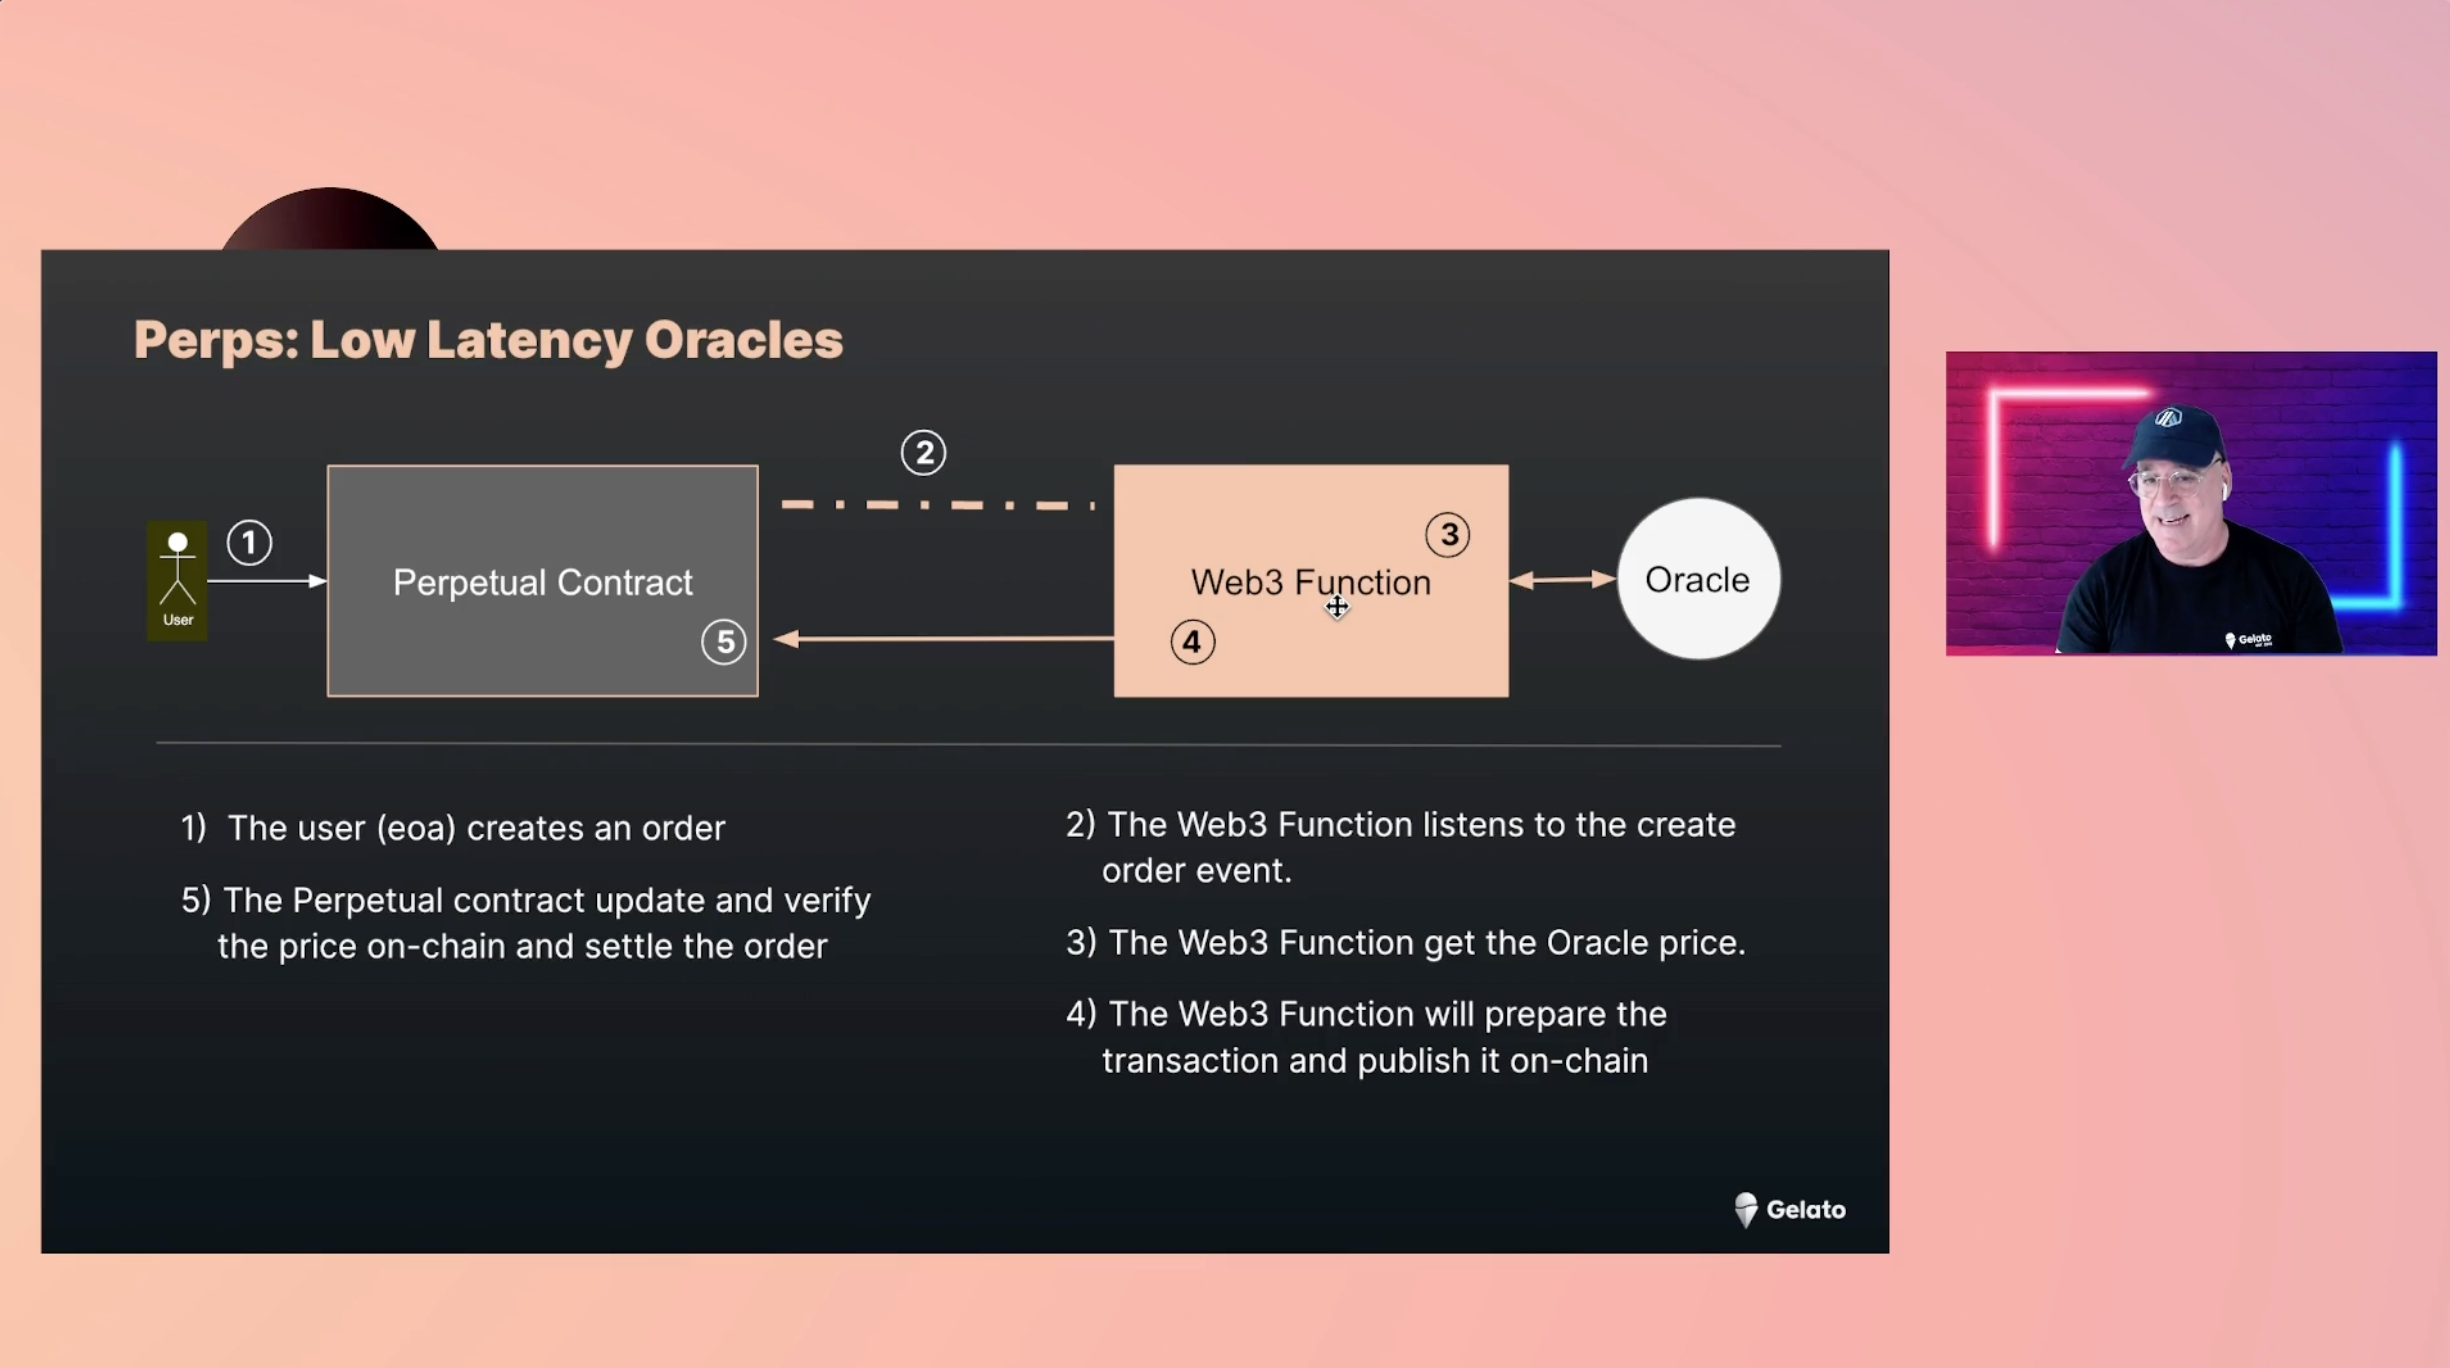 Perps: Low Latency Oracles
2
1
User
Perpetual Contract
5
3
Web3 Function
4
Oracle
1) The user (eoa) creates an order
5) The Perpetual contract update and verify
the price on-chain and settle the order
2) The Web3 Function listens to the create
order event.
3) The Web3 Function get the Oracle price.
4) The Web3 Function will prepare the
transaction and publish it on-chain
Gelato
Gelato